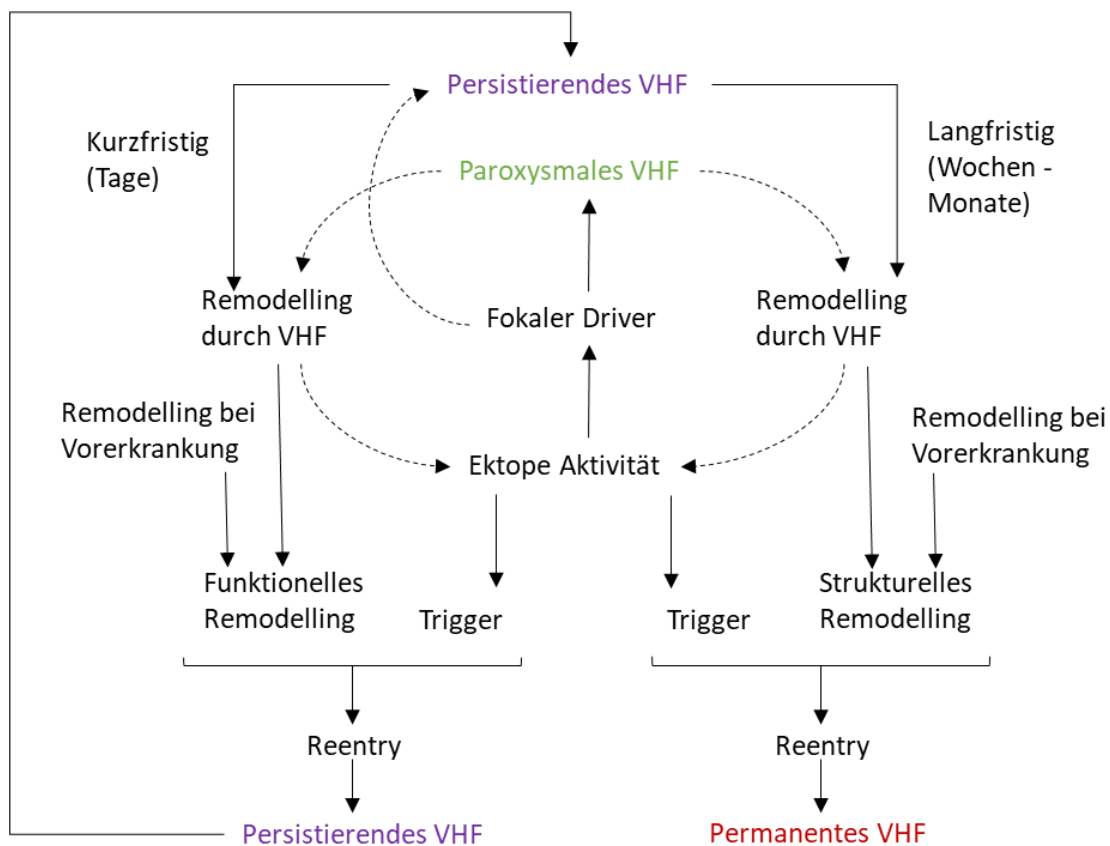 Persistierendes VHF
Kurzfristig
(Tage)
Langfristig
(Wochen -
Monate)
Paroxysmales VHF
Remodelling
durch VHF
Fokaler Driver
Remodelling
durch VHF
Remodelling bei
Vorerkrankung
Ektope Aktivität
Remodelling bei
Vorerkrankung
Funktionelles
Remodelling
Trigger
Trigger
Strukturelles
Remodelling
Reentry
Reentry
Persistierendes VHF
Permanentes VHF